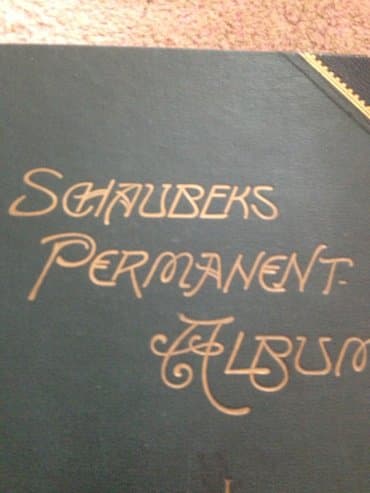 SCHAUBEKS
PERMANENT-
ALBUM
I